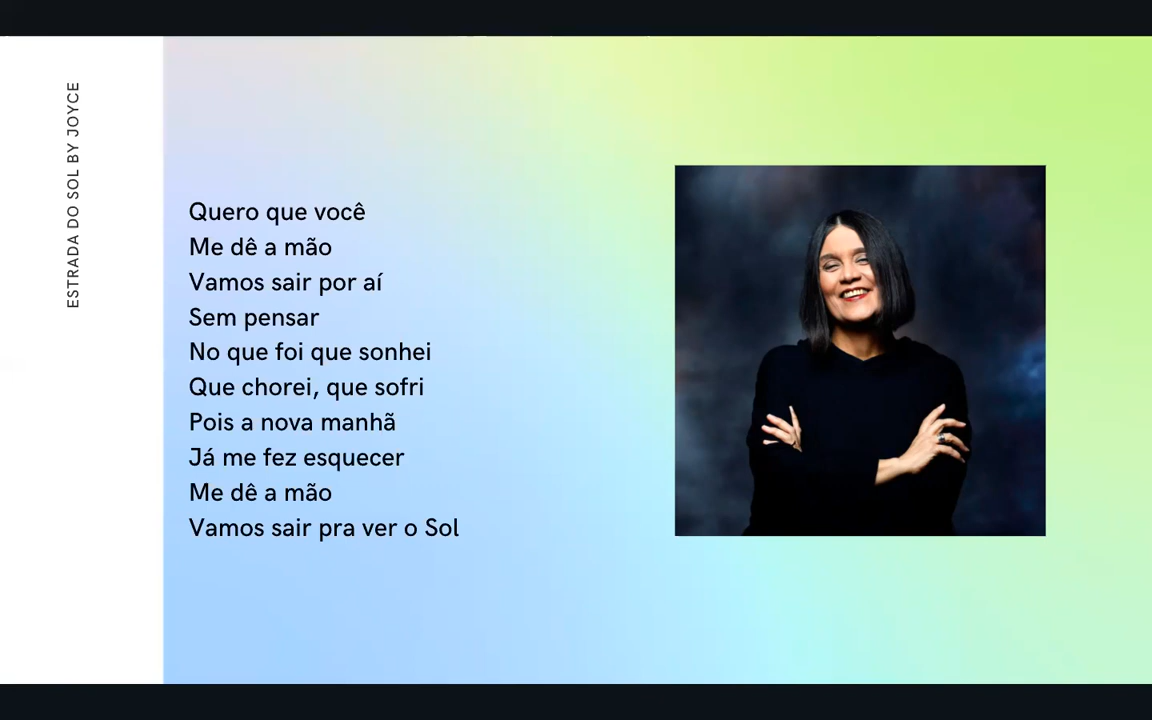 ESTRADA DO SOL BY JOYCE
Quero que você
Me dê a mão
Vamos sair por aí
Sem pensar
No que foi que sonhei
Que chorei, que sofri
Pois a nova manhã
Já me fez esquecer
Me dê a mão
Vamos sair pra ver o Sol